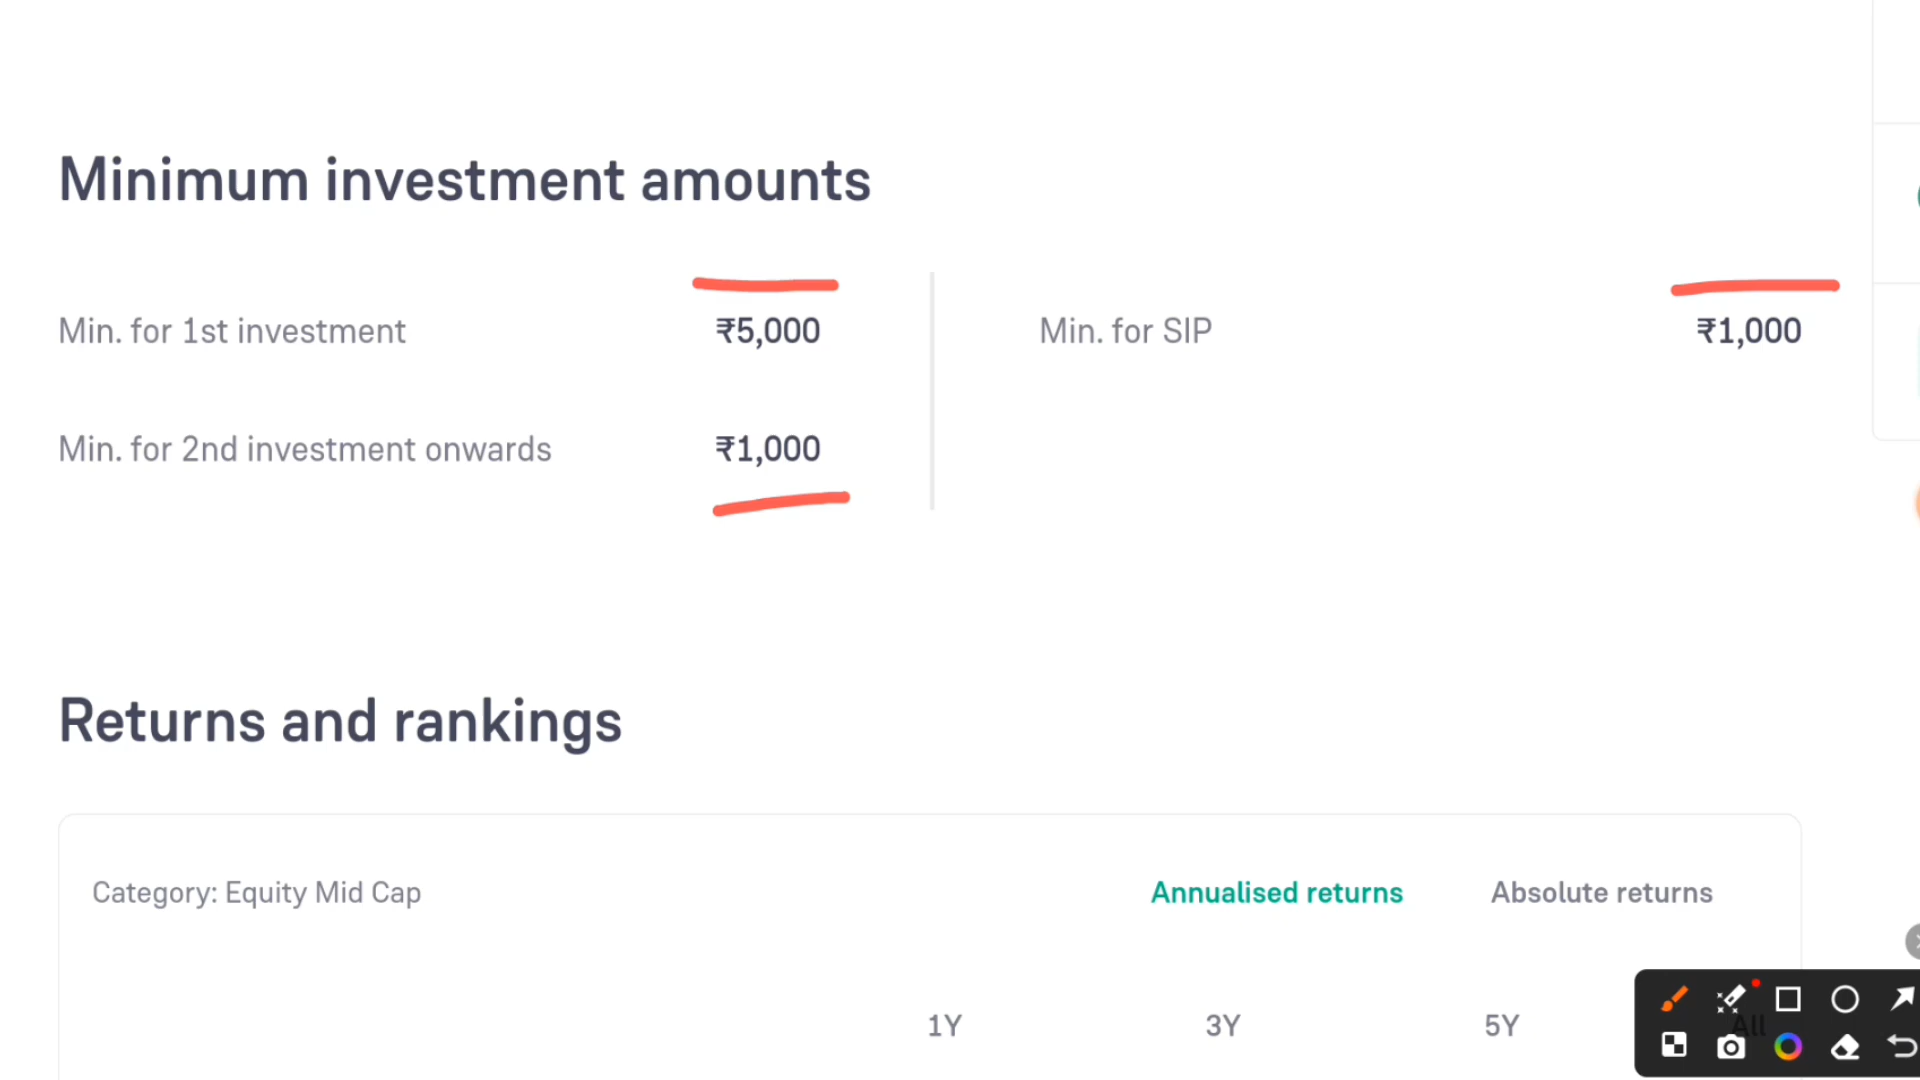 Minimum investment amounts
Min. for 1st investment ₹5,000
Min. for SIP ₹1,000
Min. for 2nd investment onwards ₹1,000
Returns and rankings
Category: Equity Mid Cap
Annualised returns
Absolute returns
1Y 3Y 5Y All